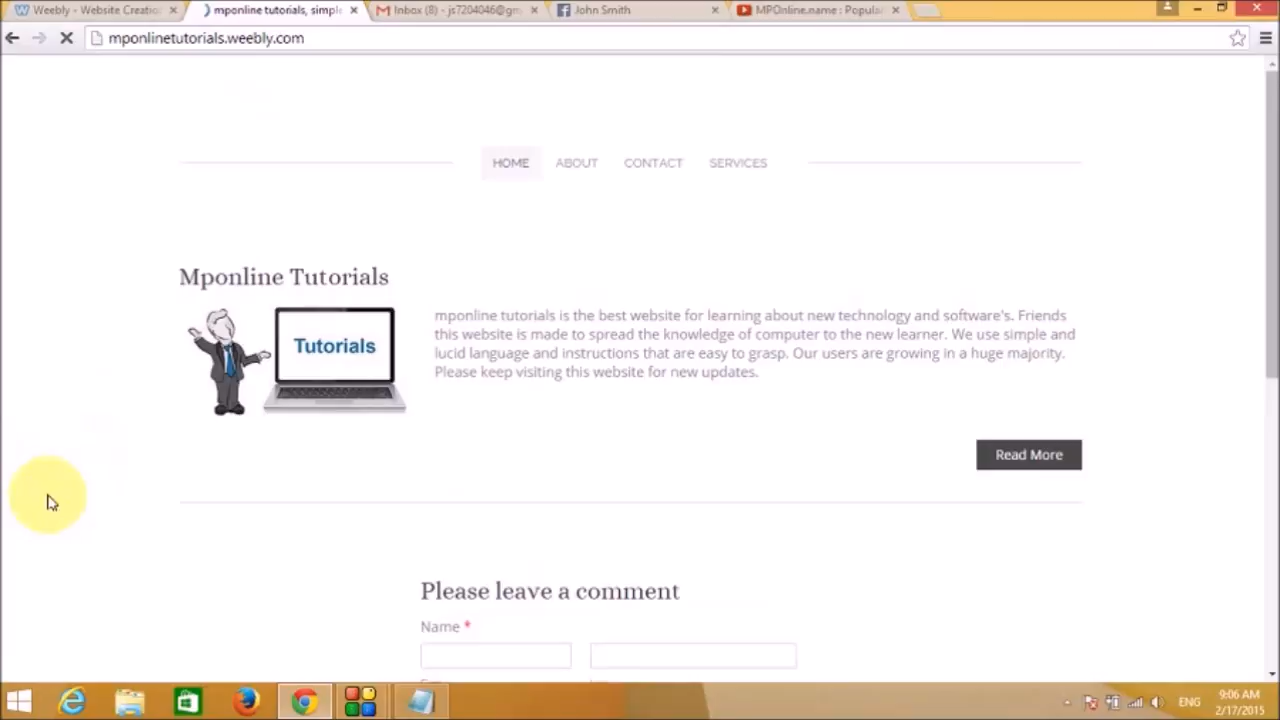 Weebly - Website Creatio
mponline tutorials, simpl
Inbox (8) - js7204046@gm
John Smith
MPOnline.name : Popula
mponlinetutorials.weebly.com
HOME ABOUT CONTACT SERVICES
Mponline Tutorials
Tutorials
mponline tutorials is the best website for learning about new technology and software's. Friends
this website is made to spread the knowledge of computer to the new learner. We use simple and
lucid language and instructions that are easy to grasp. Our users are growing in a huge majority.
Please keep visiting this website for new updates.
Read More
Please leave a comment
Name *
ENG
9:06 AM
2/17/2015